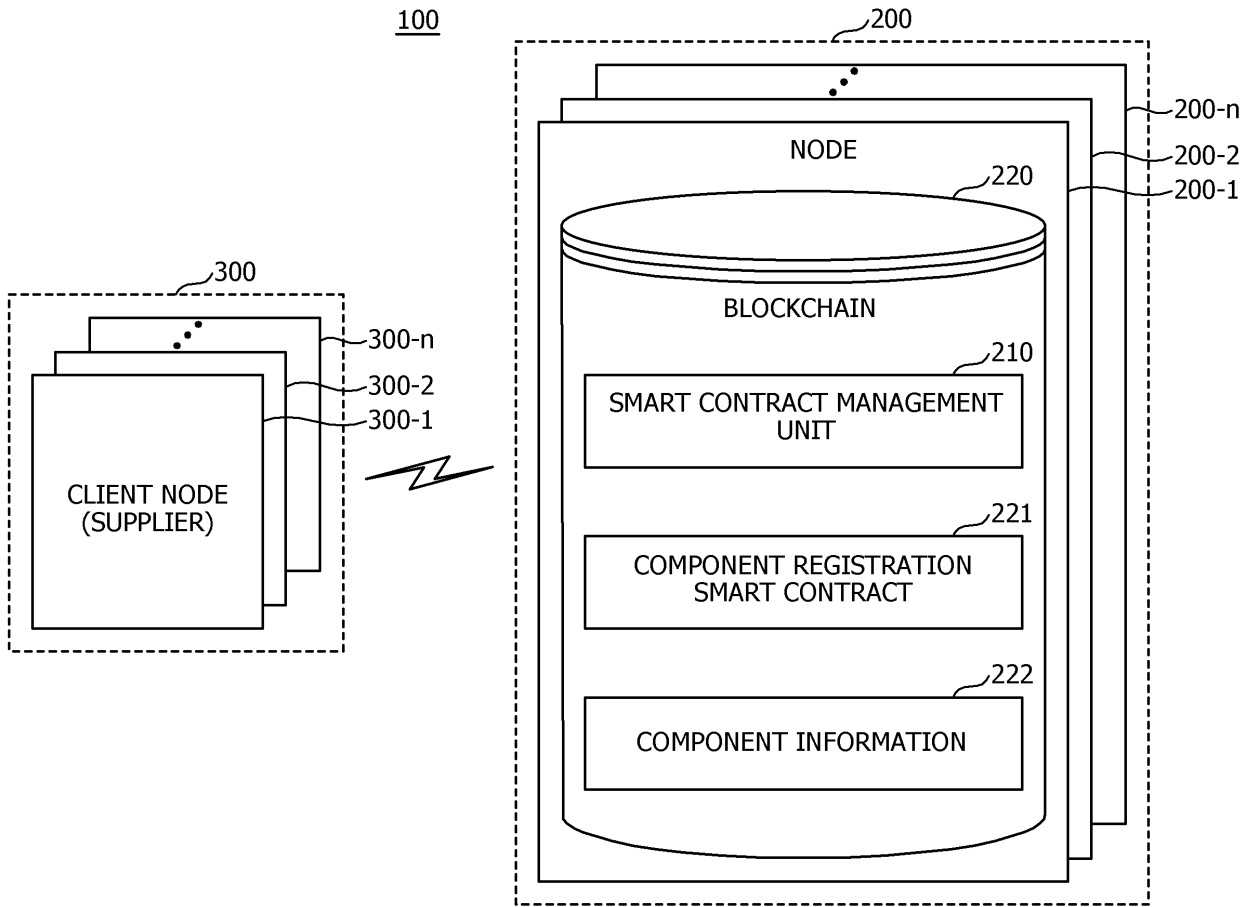 100
200
200-n
200-2
200-1
NODE
220
BLOCKCHAIN
210
SMART CONTRACT MANAGEMENT
UNIT
221
COMPONENT REGISTRATION
SMART CONTRACT
222
COMPONENT INFORMATION
300
300-n
300-2
300-1
CLIENT NODE
(SUPPLIER)